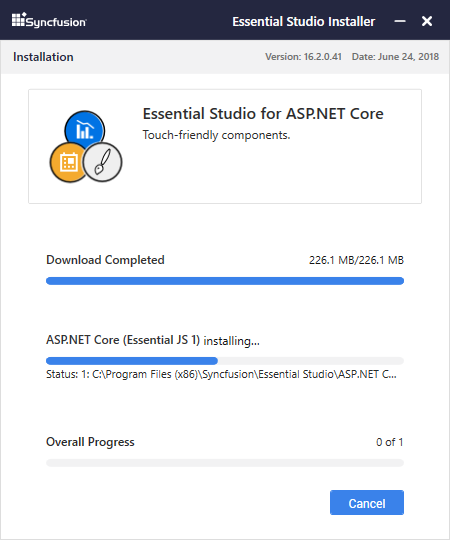 Syncfusion Essential Studio Installer
Installation Version: 16.2.0.41 Date: June 24, 2018
Essential Studio for ASP.NET Core
Touch-friendly components.
Download Completed 226.1 MB/226.1 MB
ASP.NET Core (Essential JS 1) installing...
Status: 1: C:\Program Files (x86)\Syncfusion\Essential Studio\ASP.NET C...
Overall Progress 0 of 1
Cancel